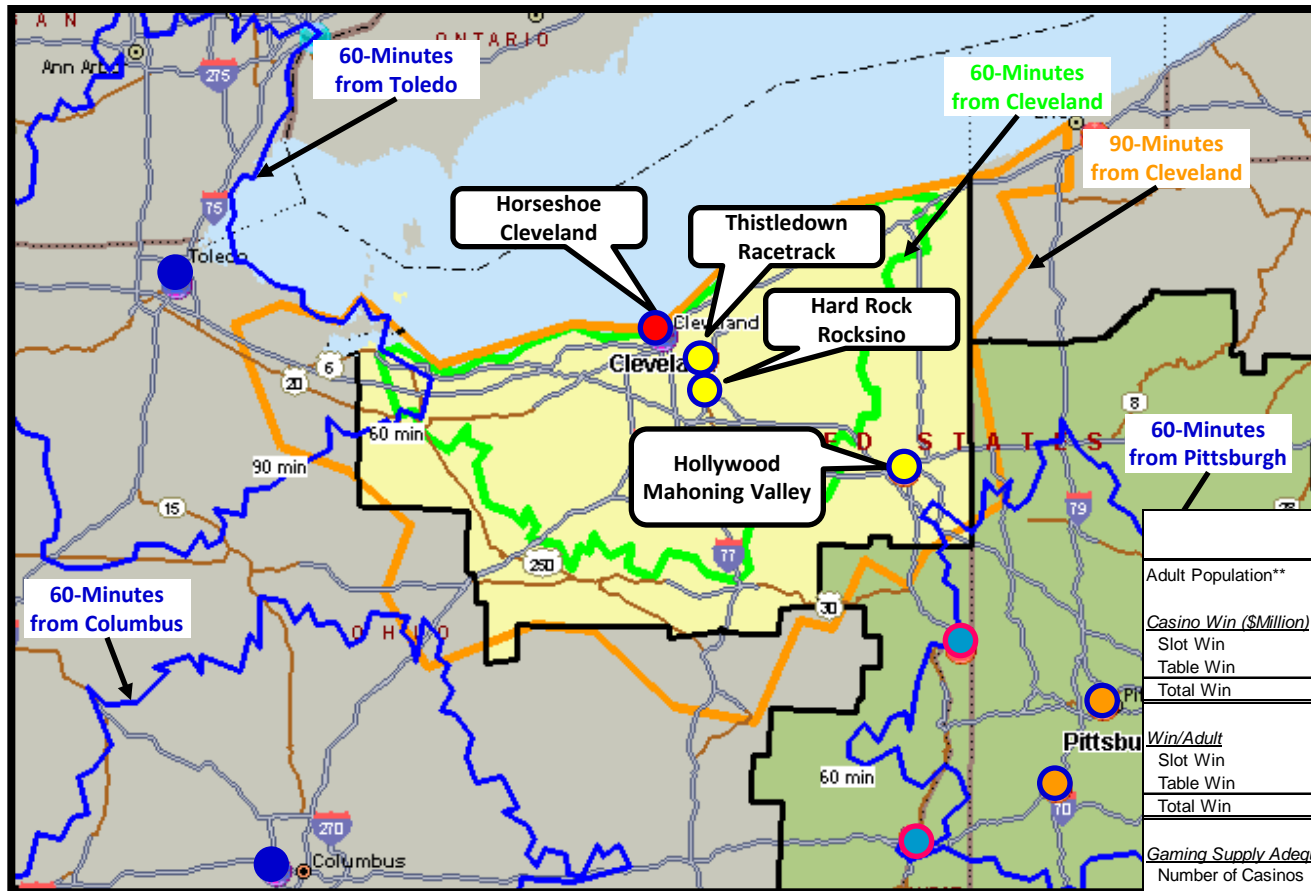 G A N
ONTARIO
Ann Arb
275
60-Minutes
from Toledo
60-Minutes
from Cleveland
90-Minutes
from Cleveland
75
Toledo
Horseshoe
Cleveland
Thistledown
Racetrack
Hard Rock
Rocksino
Cleveland
Clevela
6
20
60 min
90 min
15
8
E D S T A T E S
60-Minutes
from Pittsburgh
Hollywood
Mahoning Valley
79
77
250
30
60-Minutes
from Columbus
O H I O
Pit
Pittsbu
60 min
70
270
Columbus
Adult Population**
Casino Win ($Million)
Slot Win
Table Win
Total Win
Win/Adult
Slot Win
Table Win
Total Win
Gaming Supply Adeq
Number of Casinos